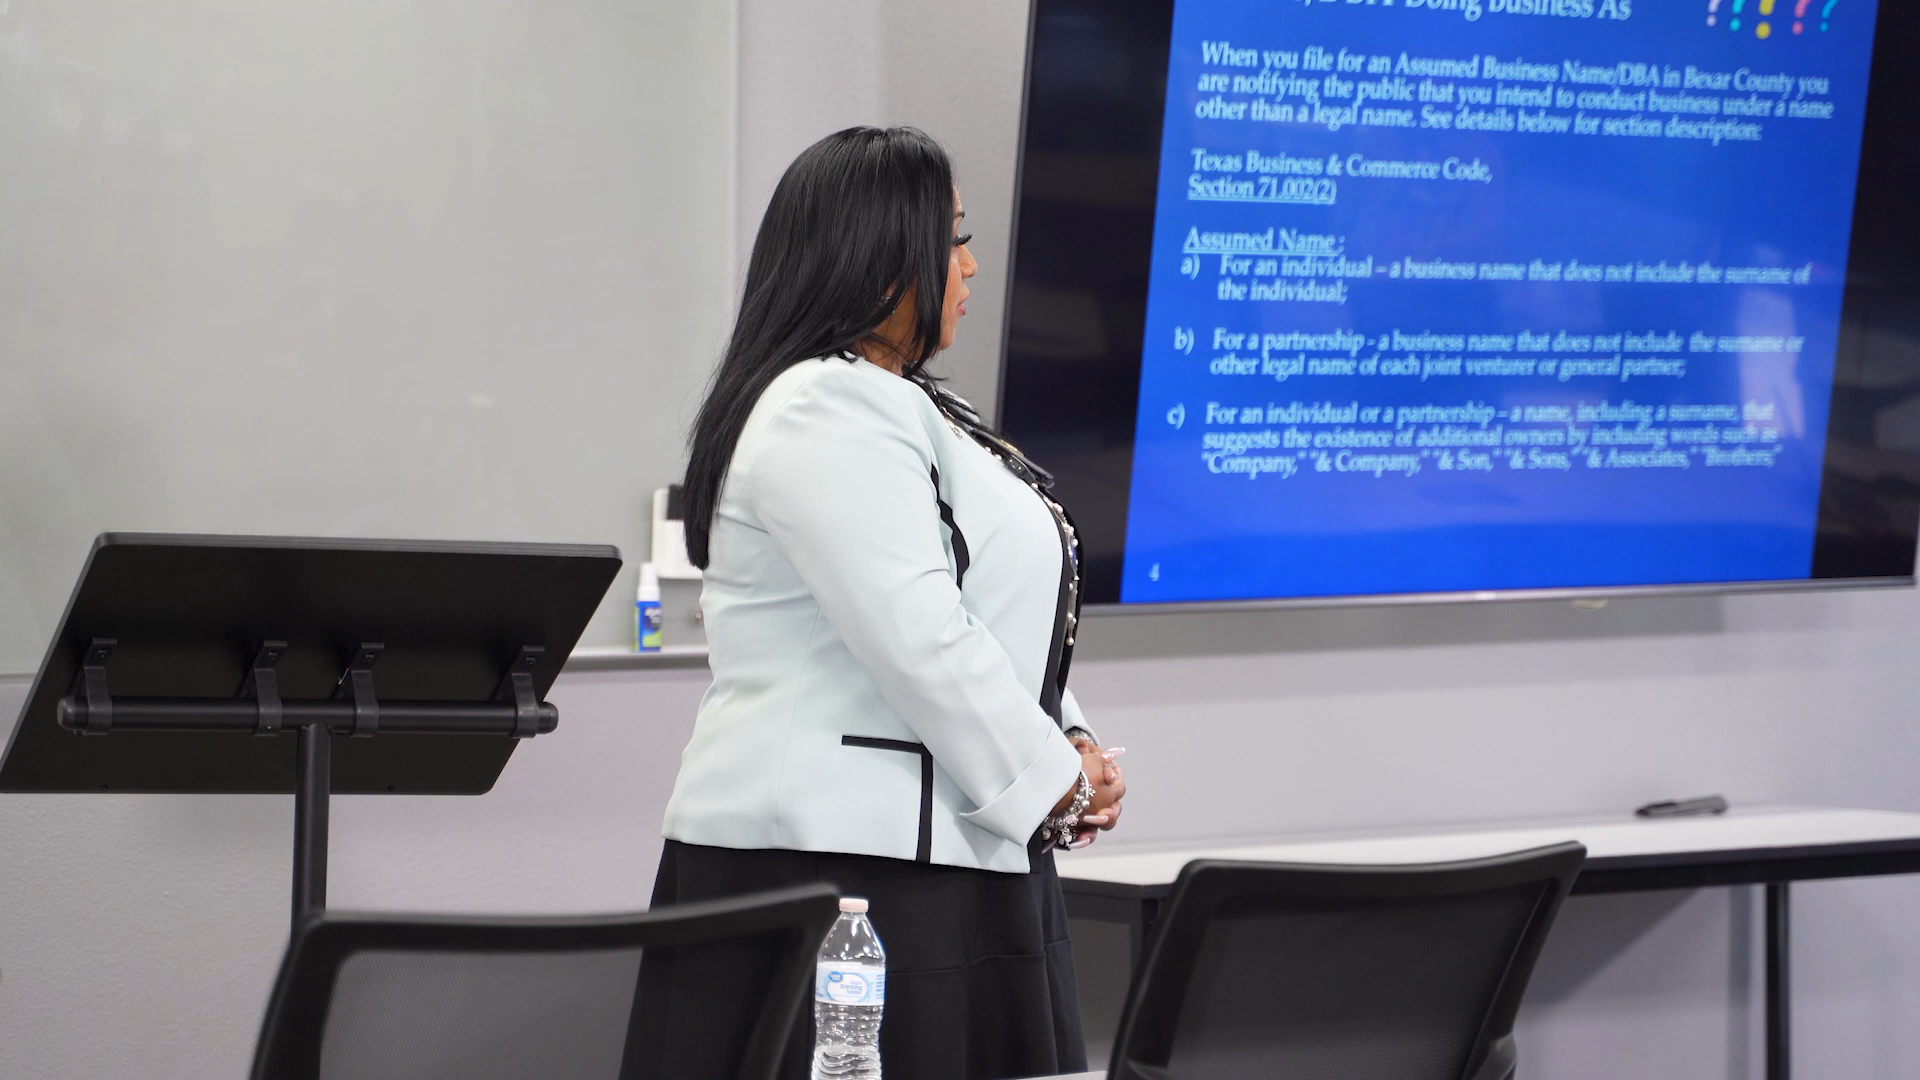 DBA Doing Business As
When you file for an Assumed Business Name/DBA in Bexar County you
are notifying the public that you intend to conduct business under a name
other than a legal name. See details below for section description:
Texas Business & Commerce Code,
Section 71.002(2)
Assumed Name :
a) For an individual – a business name that does not include the surname of
the individual;
b) For a partnership - a business name that does not include the surname or
other legal name of each joint venturer or general partner;
c) For an individual or a partnership – a name, including a surname, that
suggests the existence of additional owners by including words such as
"Company," "& Company," "& Son," "& Sons," "& Associates," "Brothers;"
4
Drinking
Water